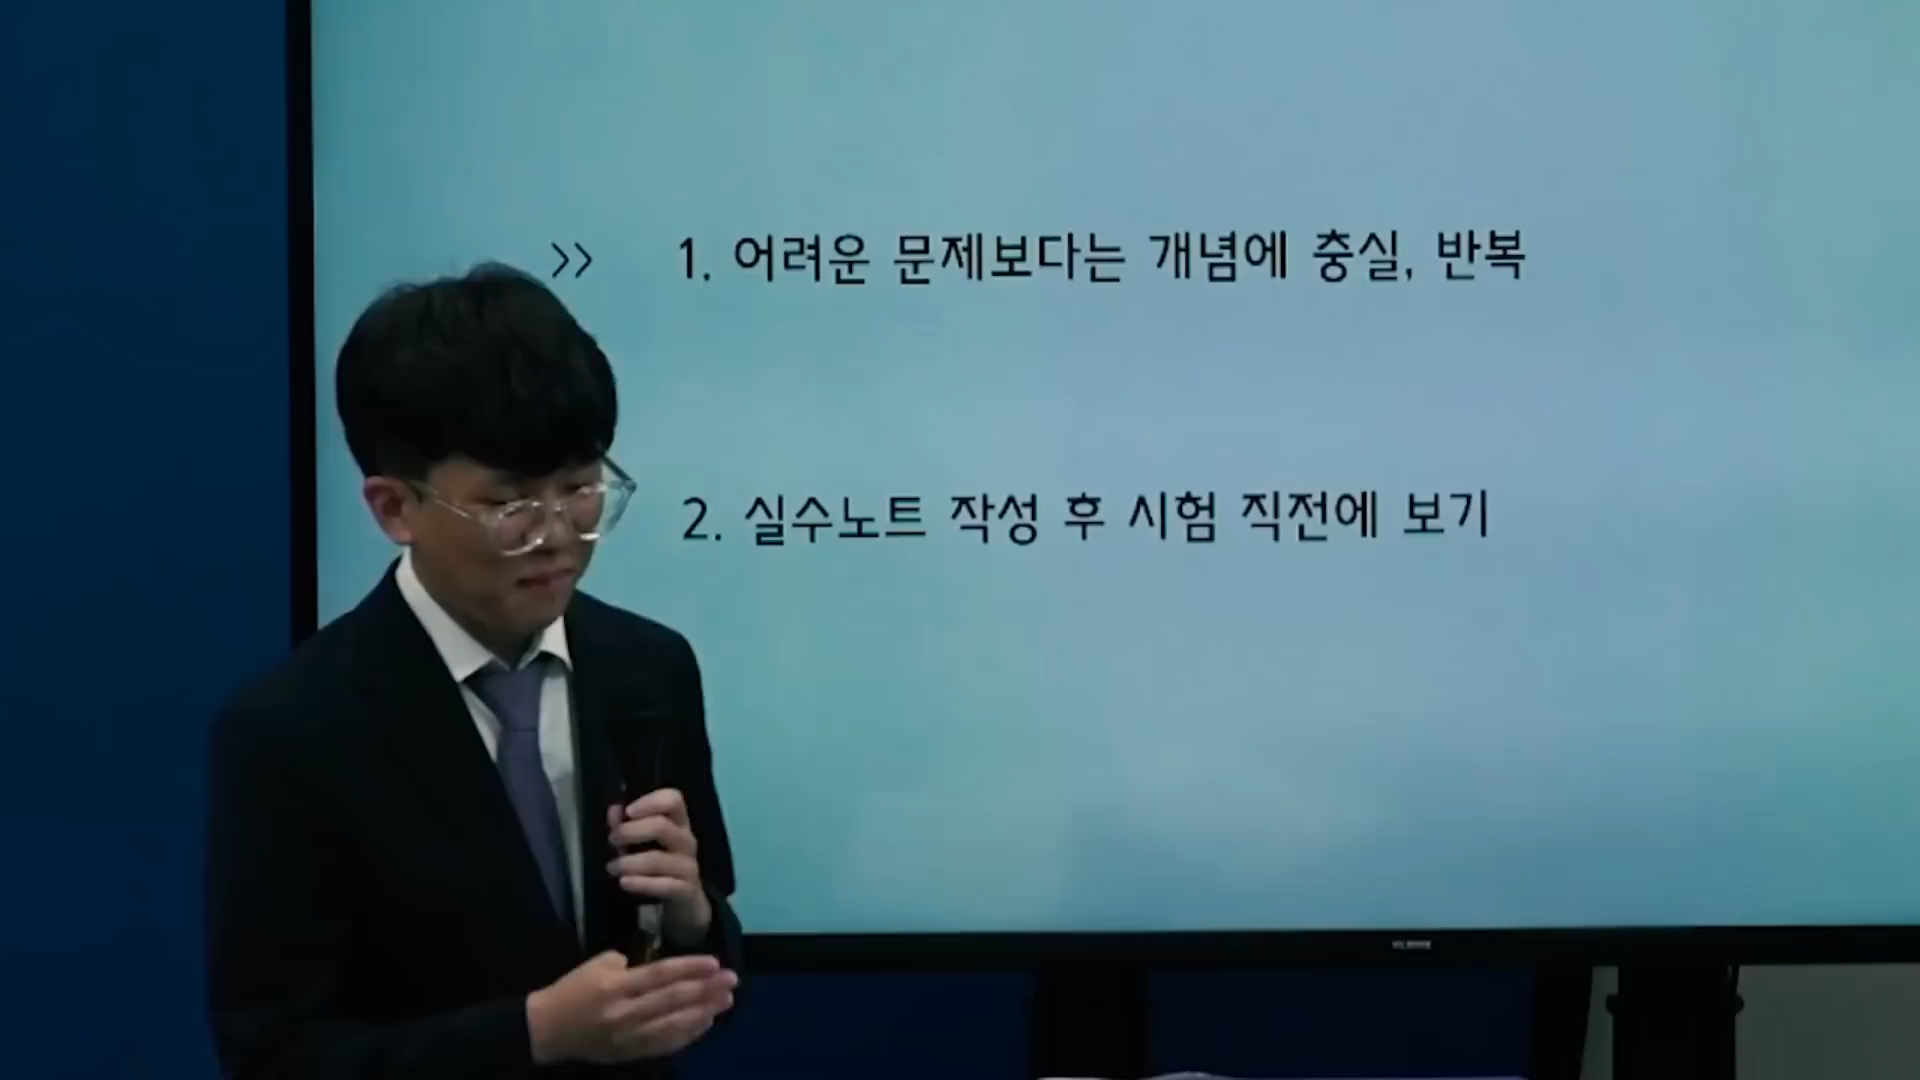 >> 1. 어려운 문제보다는 개념에 충실, 반복
2. 실수노트 작성 후 시험 직전에 보기